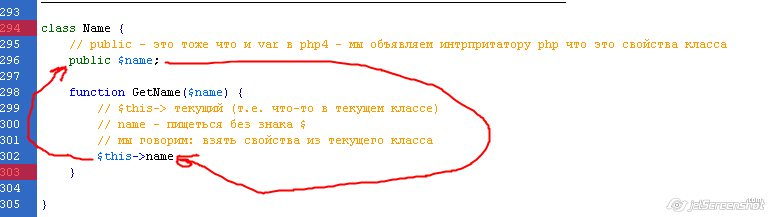 293
294 class Name {
295 // public - это тоже что и var в php4 - мы объявляем интрпритатору php что это свойства класса
296 public $name;
297
298 function GetName($name) {
299 // $this-> текущий (т.е. что-то в текущем классе)
300 // name - пищеться без знака $
301 // мы говорим: взять свойства из текущего класса
302 $this->name
303 }
304
305 }
jetScreenshot